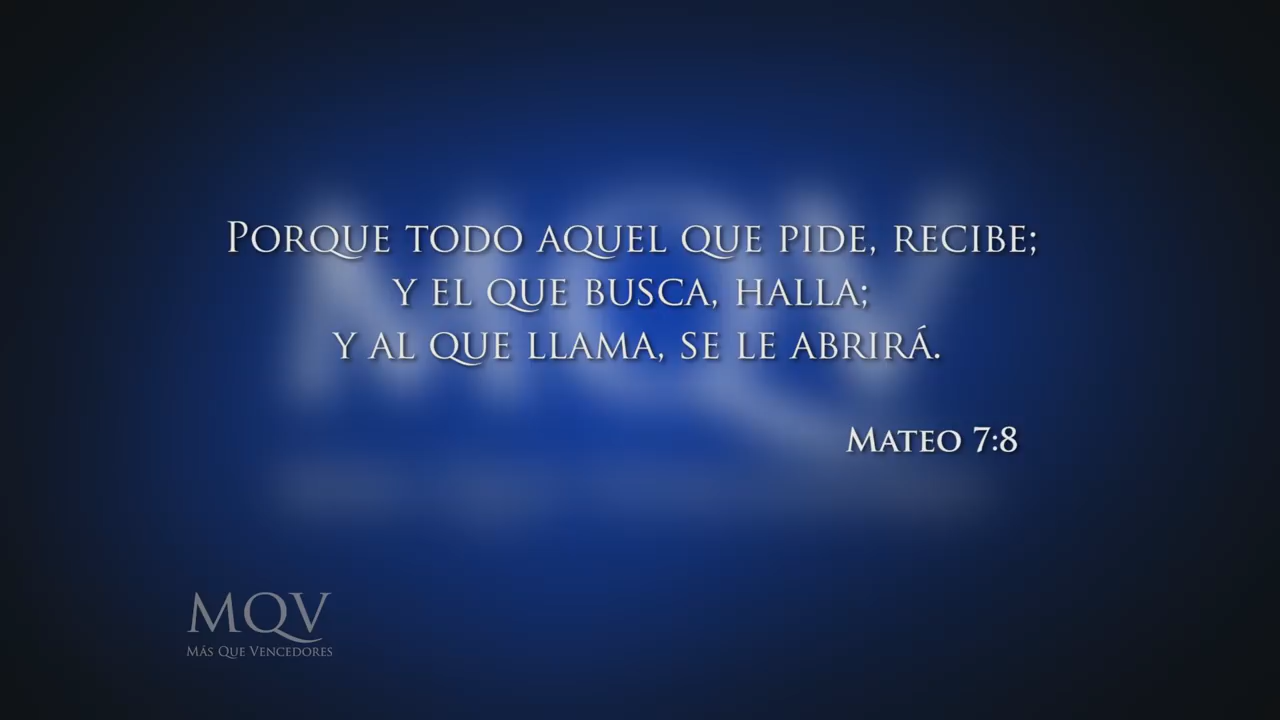 Porque todo aquel que pide, recibe;
y el que busca, halla;
y al que llama, se le abrirá.
Mateo 7:8
MQV
Más Que Vencedores